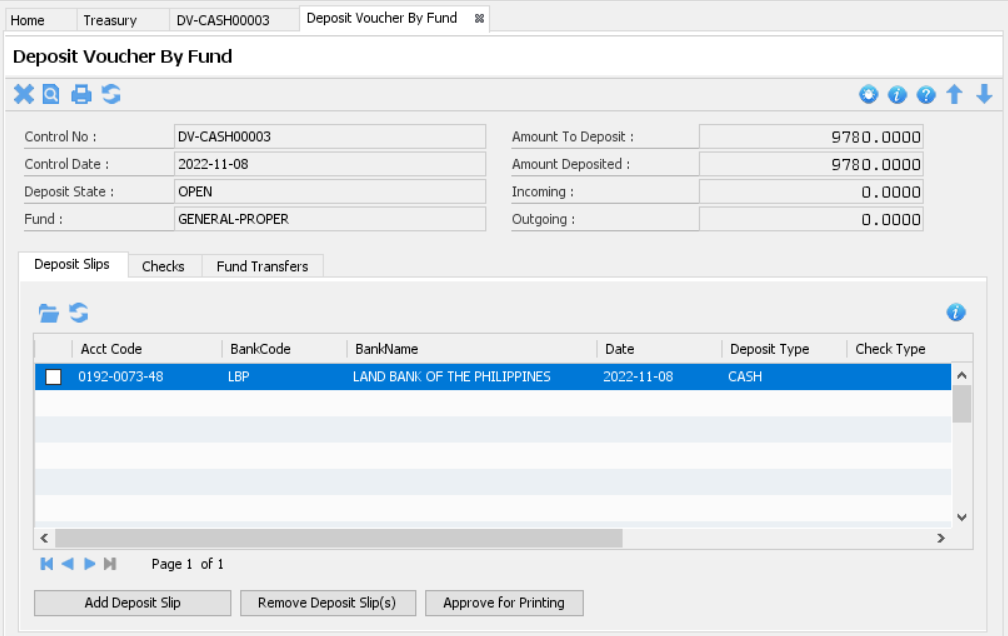 Home Treasury DV-CASH00003 Deposit Voucher By Fund
Deposit Voucher By Fund
Control No : DV-CASH00003 Amount To Deposit : 9780.0000
Control Date : 2022-11-08 Amount Deposited : 9780.0000
Deposit State : OPEN Incoming : 0.0000
Fund : GENERAL-PROPER Outgoing : 0.0000
Deposit Slips Checks Fund Transfers
Acct Code BankCode BankName Date Deposit Type Check Type
0192-0073-48 LBP LAND BANK OF THE PHILIPPINES 2022-11-08 CASH
Page 1 of 1
Add Deposit Slip Remove Deposit Slip(s) Approve for Printing